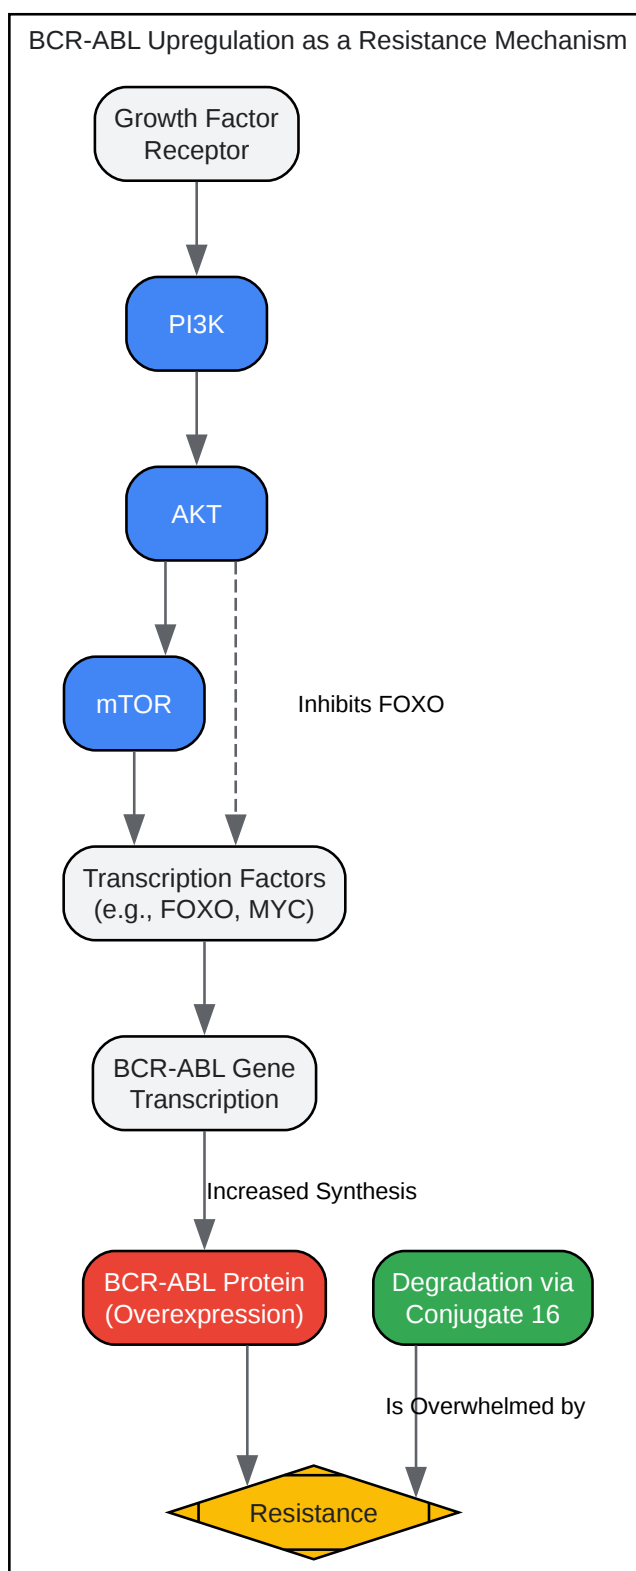 BCR-ABL Upregulation as a Resistance Mechanism
Growth Factor
Receptor
PI3K
AKT
mTOR
Inhibits FOXO
Transcription Factors
(e.g., FOXO, MYC)
BCR-ABL Gene
Transcription
Increased Synthesis
BCR-ABL Protein
(Overexpression)
Degradation via
Conjugate 16
Is Overwhelmed by
Resistance